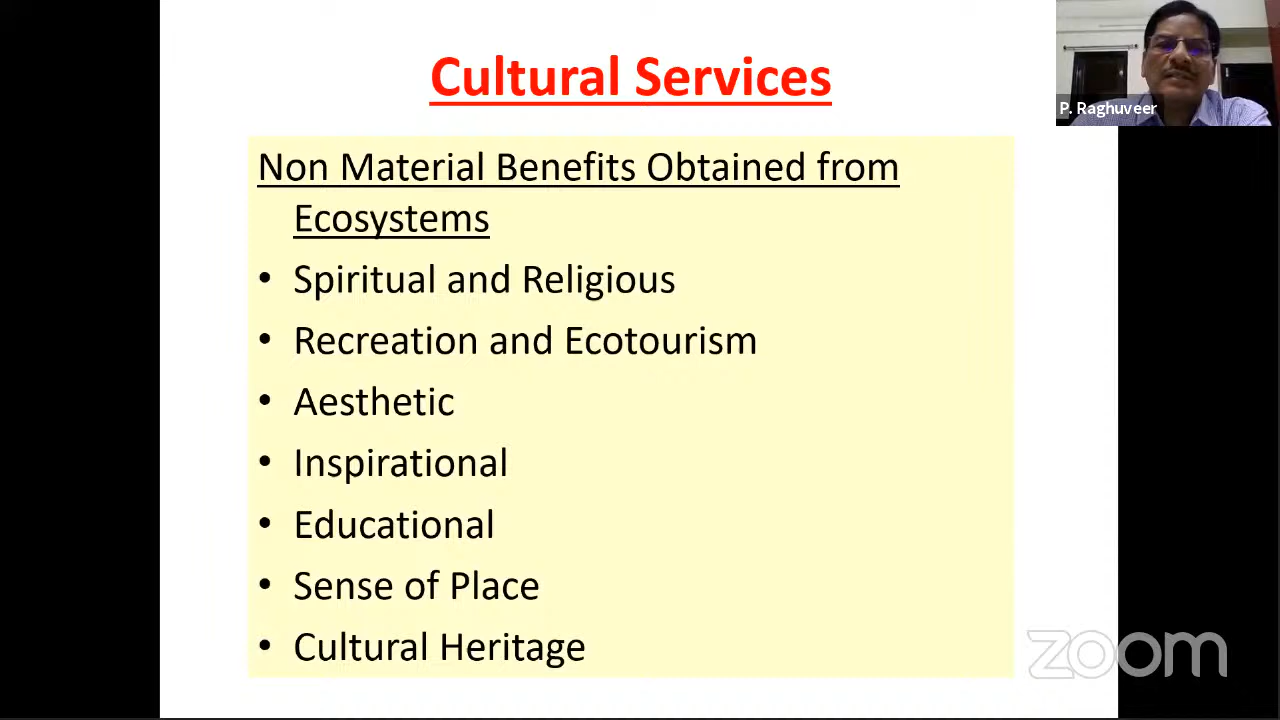 Cultural Services
P. Raghuveer
Non Material Benefits Obtained from
Ecosystems
• Spiritual and Religious
• Recreation and Ecotourism
• Aesthetic
• Inspirational
• Educational
• Sense of Place
• Cultural Heritage
zoom